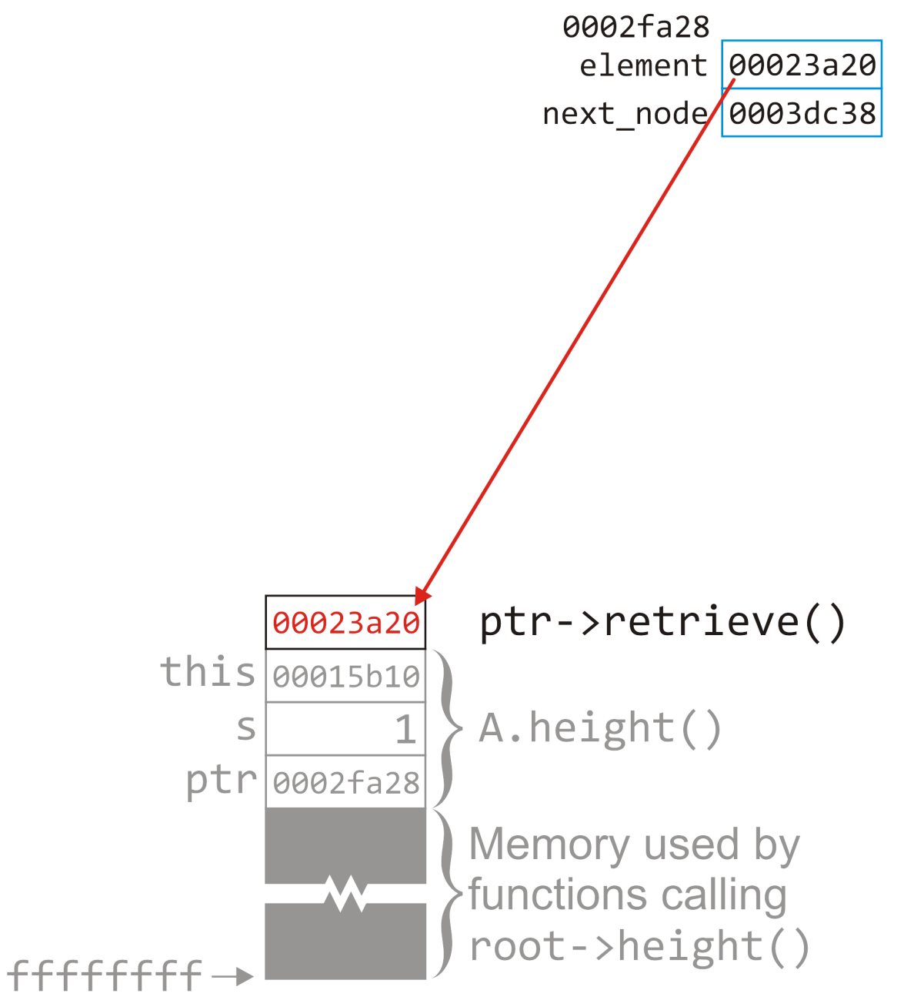 0002fa28
element 00023a20
next_node 0003dc38
00023a20 ptr->retrieve()
this 00015b10
s 1
A.height()
ptr 0002fa28
Memory used by
functions calling
root->height()
ffffffff